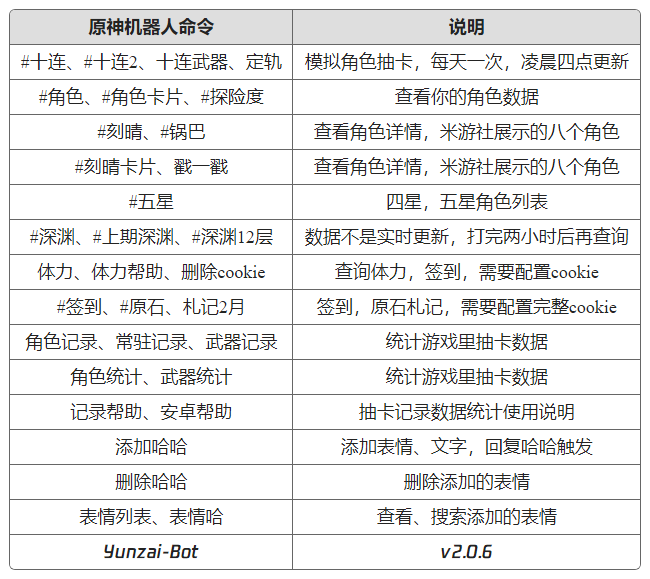 原神机器人命令 说明
#十连、#十连2、十连武器、定轨 模拟角色抽卡，每天一次，凌晨四点更新
#角色、#角色卡片、#探险度 查看你的角色数据
#刻晴、#锅巴 查看角色详情，米游社展示的八个角色
#刻晴卡片、戳一戳 查看角色详情，米游社展示的八个角色
#五星 四星，五星角色列表
#深渊、#上期深渊、#深渊12层 数据不是实时更新，打完两小时后再查询
体力、体力帮助、删除cookie 查询体力，签到，需要配置cookie
#签到、#原石、札记2月 签到，原石札记，需要配置完整cookie
角色记录、常驻记录、武器记录 统计游戏里抽卡数据
角色统计、武器统计 统计游戏里抽卡数据
记录帮助、安卓帮助 抽卡记录数据统计使用说明
添加哈哈 添加表情、文字，回复哈哈触发
删除哈哈 删除添加的表情
表情列表、表情哈 查看、搜索添加的表情
Yunzai-Bot v2.0.6